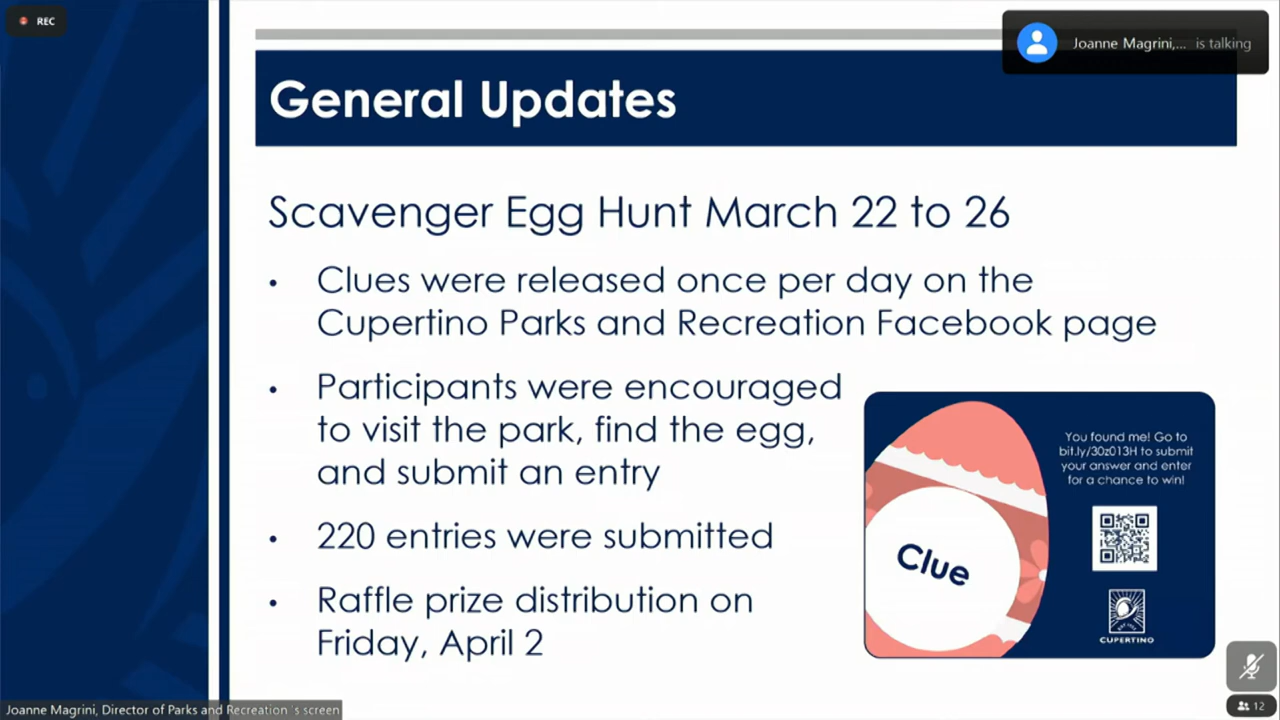 REC
Joanne Magrini,... is talking
General Updates
Scavenger Egg Hunt March 22 to 26
• Clues were released once per day on the
Cupertino Parks and Recreation Facebook page
• Participants were encouraged
to visit the park, find the egg,
and submit an entry
• 220 entries were submitted
• Raffle prize distribution on
Friday, April 2
Clue
You found me! Go to
bit.ly/30z013H to submit
your answer and enter
for a chance to win!
CUPERTINO
Joanne Magrini, Director of Parks and Recreation's screen
12